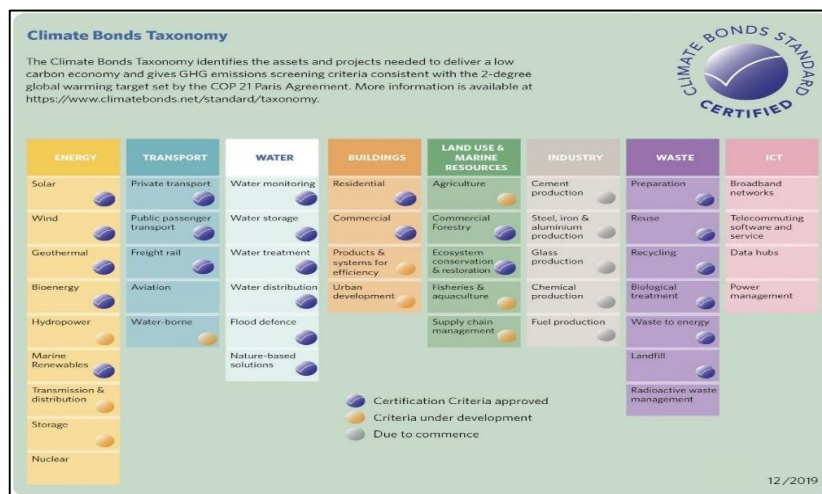 Climate Bonds Taxonomy
The Climate Bonds Taxonomy identifies the assets and projects needed to deliver a low
carbon economy and gives GHG emissions screening criteria consistent with the 2-degree
global warming target set by the COP 21 Paris Agreement. More information is available at
https://www.climatebonds.net/standard/taxonomy.
CLIMATE BONDS STANDARD
CERTIFIED
ENERGY
Solar
Wind
Geothermal
Bioenergy
Hydropower
Marine
Renewables
Transmission &
distribution
Storage
Nuclear
TRANSPORT
Private transport
Public passenger
transport
Freight rail
Aviation
Water-borne
WATER
Water monitoring
Water storage
Water treatment
Water distribution
Flood defence
Nature-based
solutions
BUILDINGS
Residential
Commercial
Products &
systems for
efficiency
Urban
development
LAND USE &
MARINE
RESOURCES
Agriculture
Commercial
Forestry
Ecosystem
conservation
& restoration
Fisheries &
aquaculture
Supply chain
management
INDUSTRY
Cement
production
Steel, iron &
aluminium
production
Glass
production
Chemical
production
Fuel production
WASTE
Preparation
Reuse
Recycling
Biological
treatment
Waste to energy
Landfill
Radioactive waste
management
ICT
Broadband
networks
Telecommuting
software and
service
Data hubs
Power
management
Certification Criteria approved
Criteria under development
Due to commence
12/2019